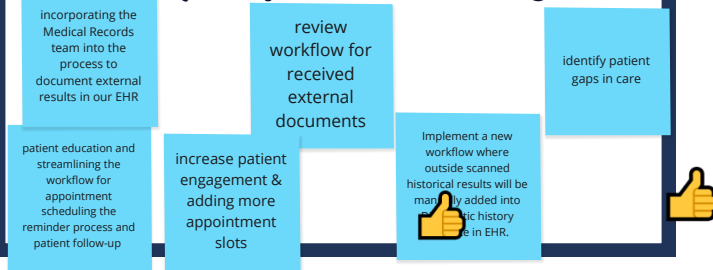 incorporating the
Medical Records
team into the
process to
document external
results in our EHR
review
workflow for
received
external
documents
identify patient
gaps in care
patient education and
streamlining the
workflow for
appointment
scheduling the
reminder process and
patient follow-up
increase patient
engagement &
adding more
appointment
slots
Implement a new
workflow where
outside scanned
historical results will be
added into
history
in EHR.